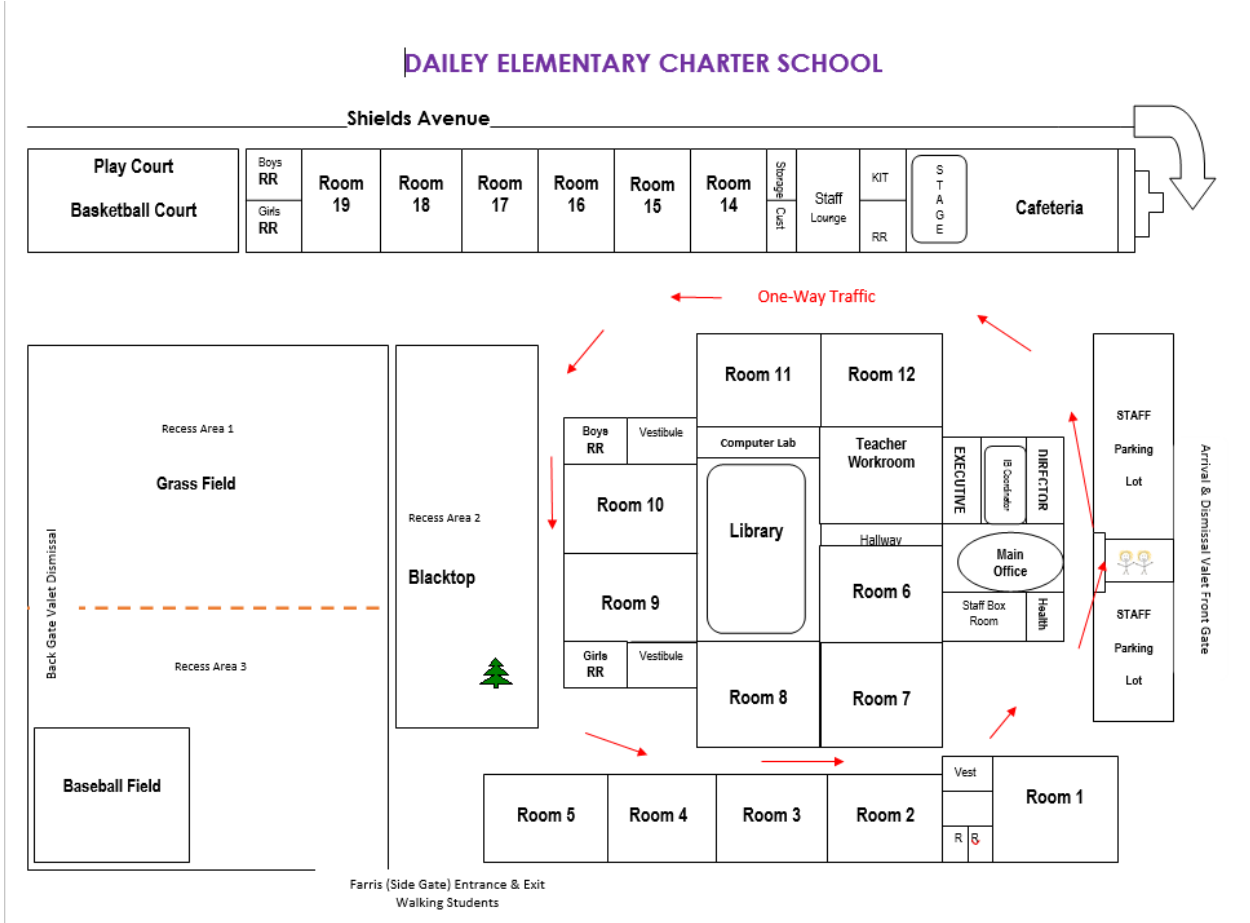 DAILEY ELEMENTARY CHARTER SCHOOL
Shields Avenue
Play Court
Basketball Court
Boys
RR
Girls
RR
Room
19
Room
18
Room
17
Room
16
Room
15
Room
14
Storage
Cust
Staff
Lounge
KIT
RR
STAGE
Cafeteria
One-Way Traffic
Recess Area 1
Grass Field
Back Gate Valet Dismissal
Recess Area 3
Baseball Field
Recess Area 2
Blacktop
Boys
RR
Vestibule
Room 10
Room 9
Girls
RR
Vestibule
Room 11
Room 12
Computer Lab
Library
Teacher
Workroom
Hallway
Room 6
Room 8
Room 7
EXECUTIVE
IB Coordinator
DIRECTOR
Main
Office
Staff Box
Room
Health
STAFF
Parking
Lot
STAFF
Parking
Lot
Arrival & Dismissal Valet Front Gate
Room 5
Room 4
Room 3
Room 2
Vest
R
R
Room 1
Farris (Side Gate) Entrance & Exit
Walking Students